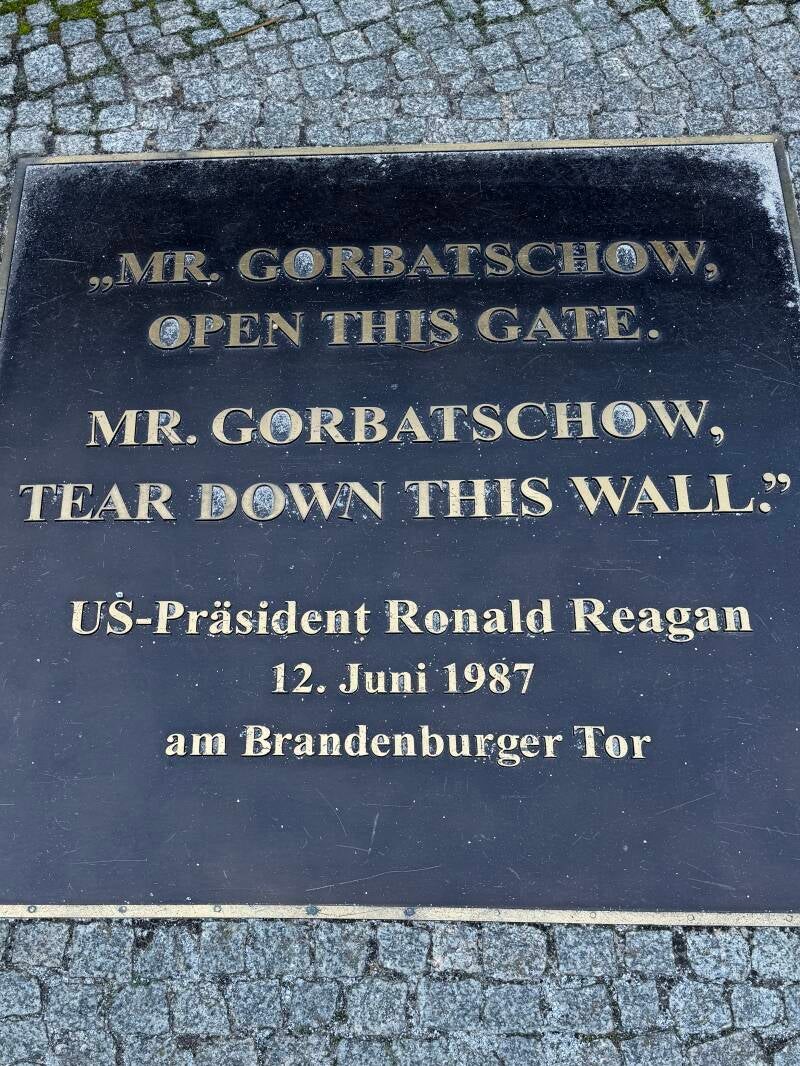 „MR. GORBATSCHOW,
OPEN THIS GATE.
MR. GORBATSCHOW,
TEAR DOWN THIS WALL.”
US-Präsident Ronald Reagan
12. Juni 1987
am Brandenburger Tor